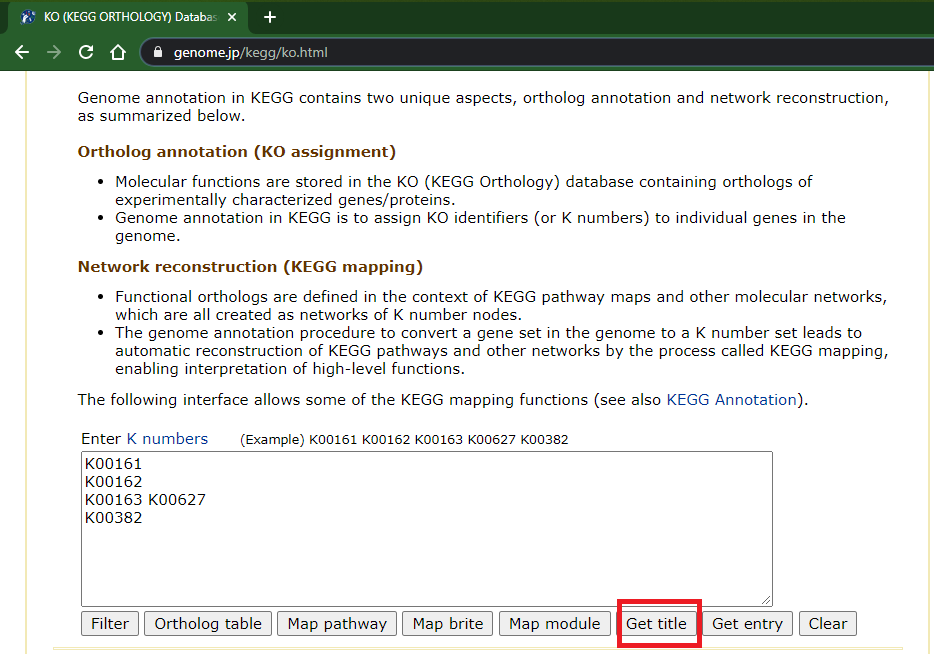 KO (KEGG ORTHOLOGY) Databas
genome.jp/kegg/ko.html
Genome annotation in KEGG contains two unique aspects, ortholog annotation and network reconstruction,
as summarized below.
Ortholog annotation (KO assignment)
• Molecular functions are stored in the KO (KEGG Orthology) database containing orthologs of
experimentally characterized genes/proteins.
• Genome annotation in KEGG is to assign KO identifiers (or K numbers) to individual genes in the
genome.
Network reconstruction (KEGG mapping)
• Functional orthologs are defined in the context of KEGG pathway maps and other molecular networks,
which are all created as networks of K number nodes.
• The genome annotation procedure to convert a gene set in the genome to a K number set leads to
automatic reconstruction of KEGG pathways and other networks by the process called KEGG mapping,
enabling interpretation of high-level functions.
The following interface allows some of the KEGG mapping functions (see also KEGG Annotation).
Enter K numbers (Example) K00161 K00162 K00163 K00627 K00382
K00161
K00162
K00163 K00627
K00382
Filter Ortholog table Map pathway Map brite Map module Get title Get entry Clear